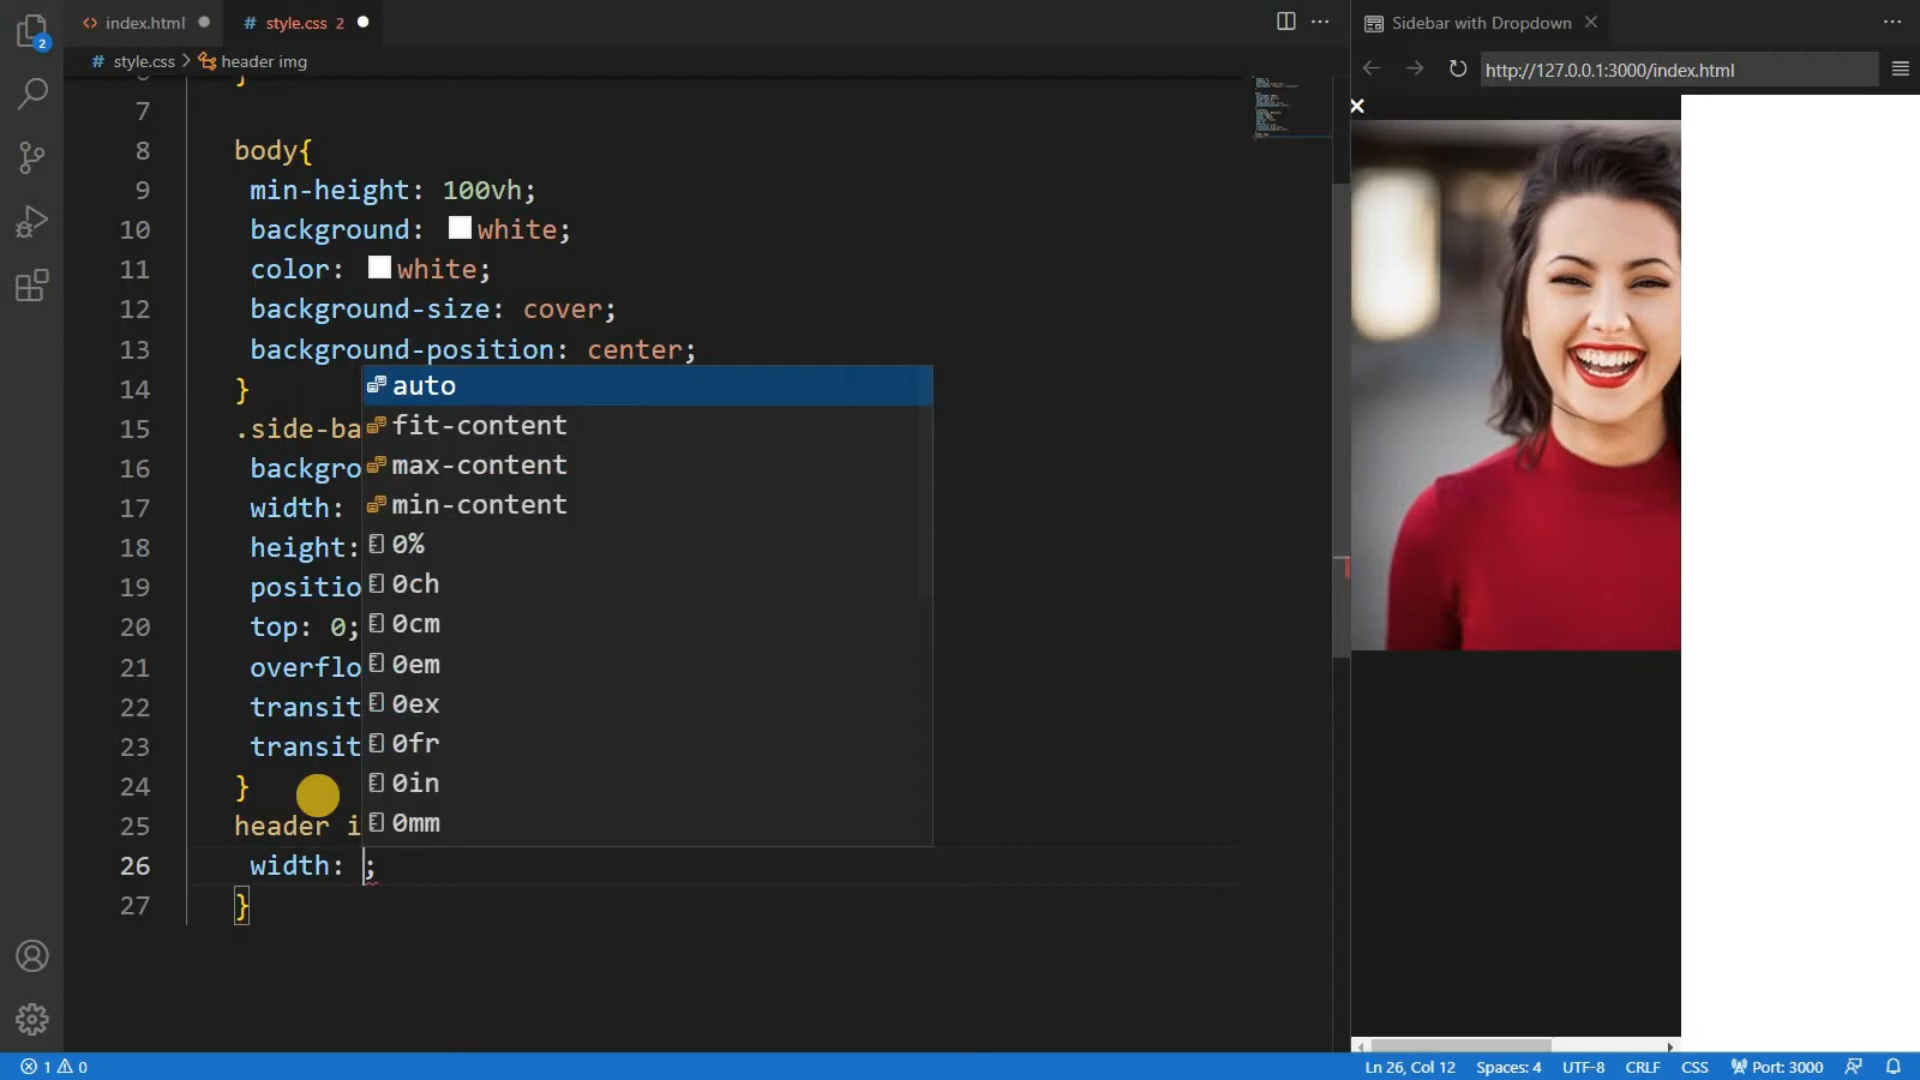 index.html
style.css 2
Sidebar with Dropdown
style.css > header img
http://127.0.0.1:3000/index.html
7
8 body{
9 min-height: 100vh;
10 background: white;
11 color: white;
12 background-size: cover;
13 background-position: center;
14 }
15 .side-ba
16 backgro
17 width:
18 height:
19 positio
20 top: 0;
21 overflo
22 transit
23 transit
24 }
25 header i
26 width: ;
27 }
auto
fit-content
max-content
min-content
0%
0ch
0cm
0em
0ex
0fr
0in
0mm
2
1 0
Ln 26, Col 12
Spaces: 4
UTF-8
CRLF
CSS
Port: 3000